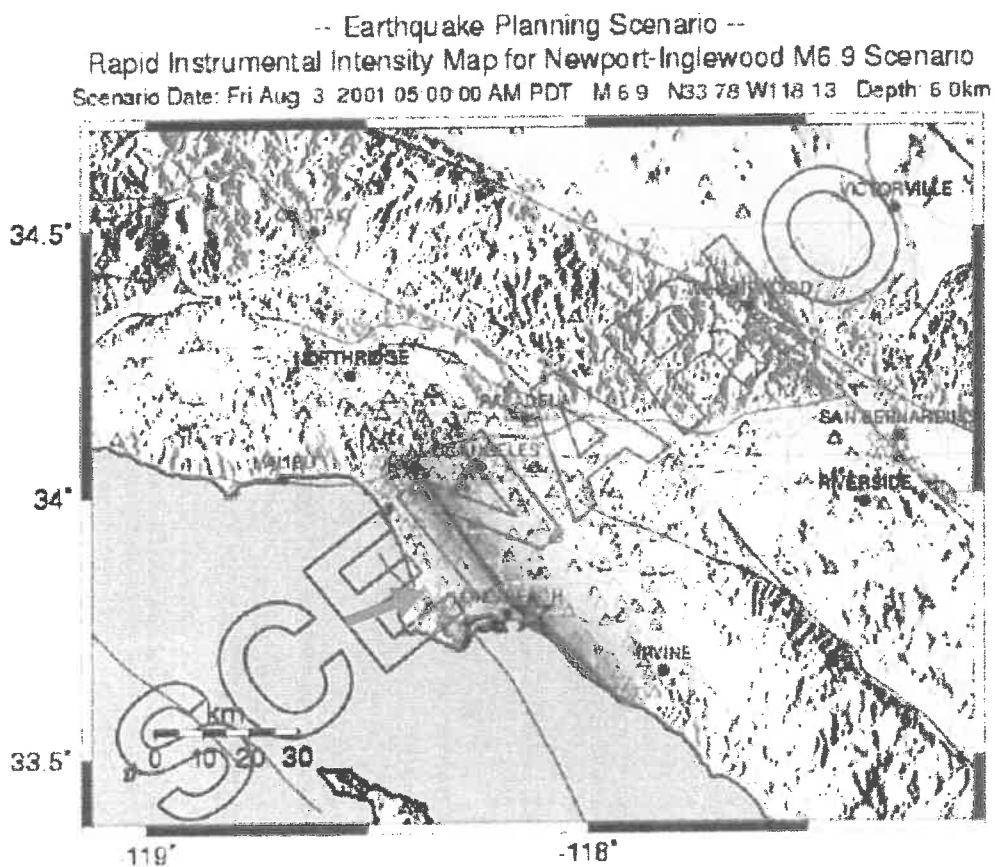 -- Earthquake Planning Scenario --
Rapid Instrumental Intensity Map for Newport-Inglewood M6.9 Scenario
Scenario Date: Fri Aug 3 2001 05:00:00 AM PDT M 6.9 N33.78 W118.13 Depth: 6.0km
VICTORVILLE
34.5°
NORTHRIDGE
PASADENA
SAN BERNARDINO
LOS ANGELES
MALIBU
RIVERSIDE
34°
LONG BEACH
IRVINE
SCENARIO
km
0 10 20 30
33.5°
-119° -118°